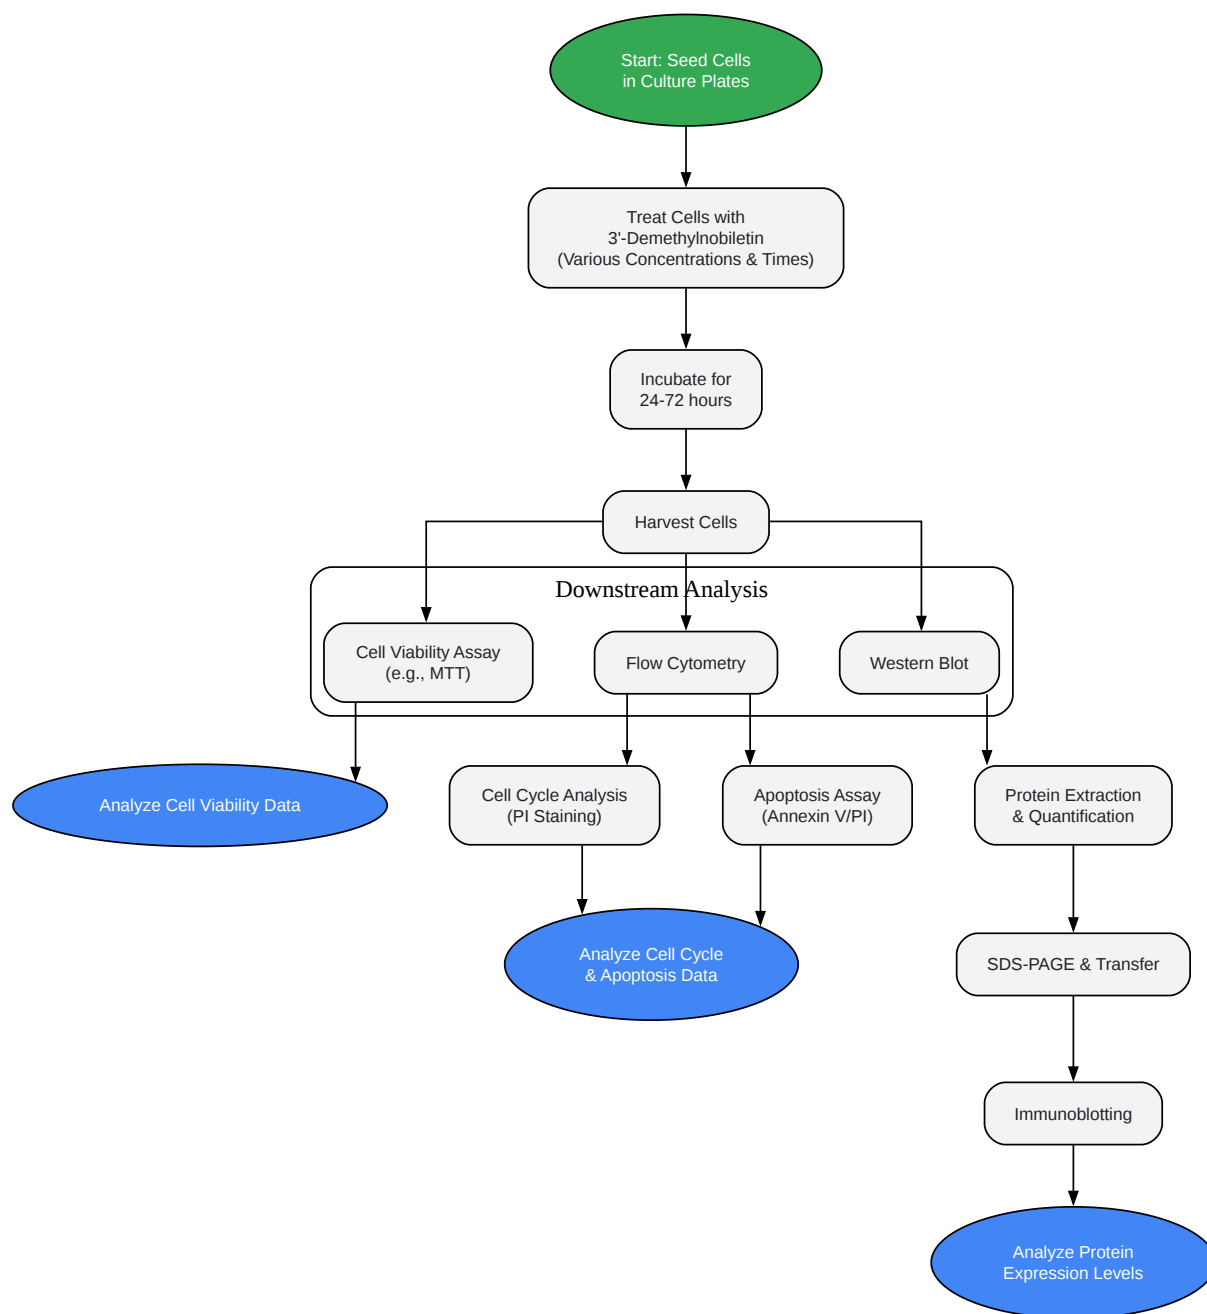 Start: Seed Cells
in Culture Plates
Treat Cells with
3'-Demethylnobiletin
(Various Concentrations & Times)
Incubate for
24-72 hours
Harvest Cells
Downstream Analysis
Cell Viability Assay
(e.g., MTT)
Flow Cytometry
Western Blot
Analyze Cell Viability Data
Cell Cycle Analysis
(PI Staining)
Apoptosis Assay
(Annexin V/PI)
Protein Extraction
& Quantification
Analyze Cell Cycle
& Apoptosis Data
SDS-PAGE & Transfer
Immunoblotting
Analyze Protein
Expression Levels